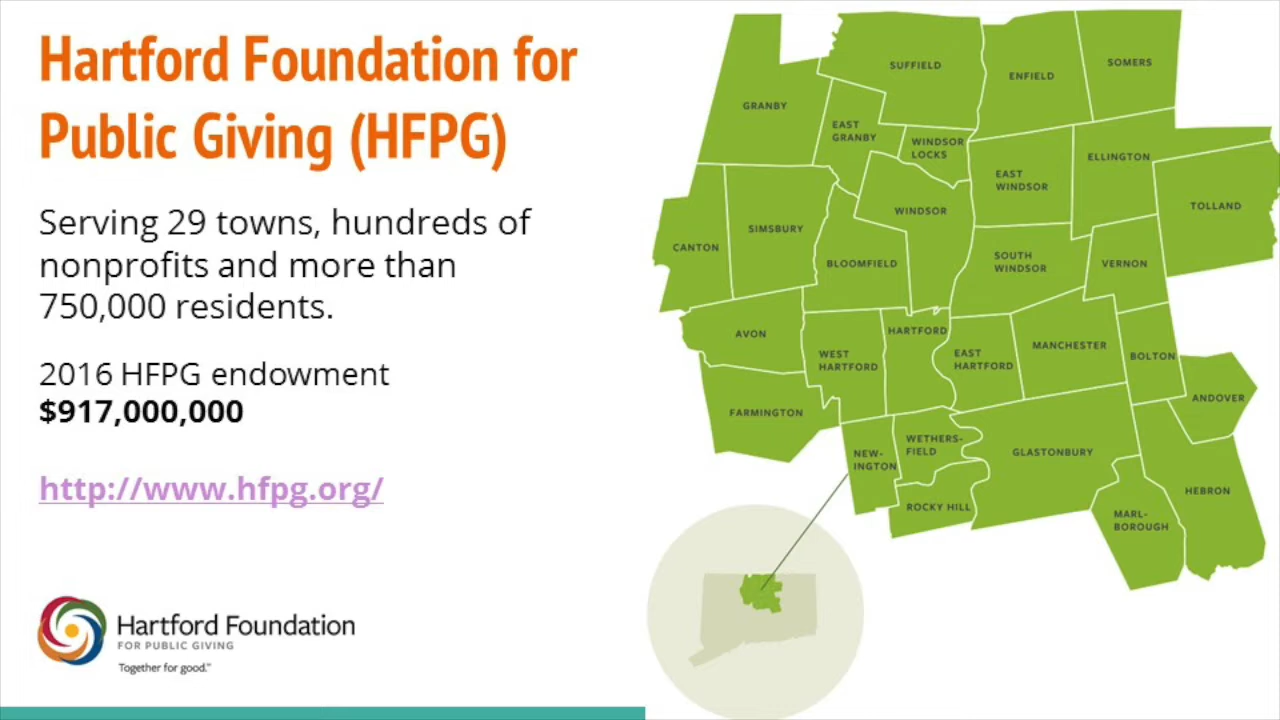 Hartford Foundation for
Public Giving (HFPG)
Serving 29 towns, hundreds of
nonprofits and more than
750,000 residents.
2016 HFPG endowment
$917,000,000
http://www.hfpg.org/
Hartford Foundation
FOR PUBLIC GIVING
Together for good.™
SUFFIELD
ENFIELD
SOMERS
GRANBY
EAST
GRANBY
WINDSOR
LOCKS
ELLINGTON
EAST
WINDSOR
TOLLAND
WINDSOR
SIMSBURY
CANTON
BLOOMFIELD
SOUTH
WINDSOR
VERNON
AVON
HARTFORD
WEST
HARTFORD
EAST
HARTFORD
MANCHESTER
BOLTON
ANDOVER
FARMINGTON
WETHERS-
FIELD
NEW-
INGTON
GLASTONBURY
ROCKY HILL
HEBRON
MARL-
BOROUGH